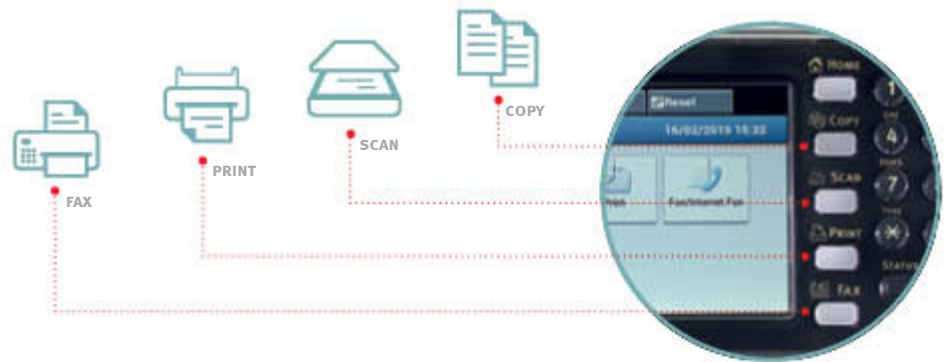 COPY
SCAN
PRINT
FAX
HOME
Reset
1
COPY
16/02/2015 15:33
4
SCAN
7
Fax/Internet Fax
PRINT
STATUS
FAX